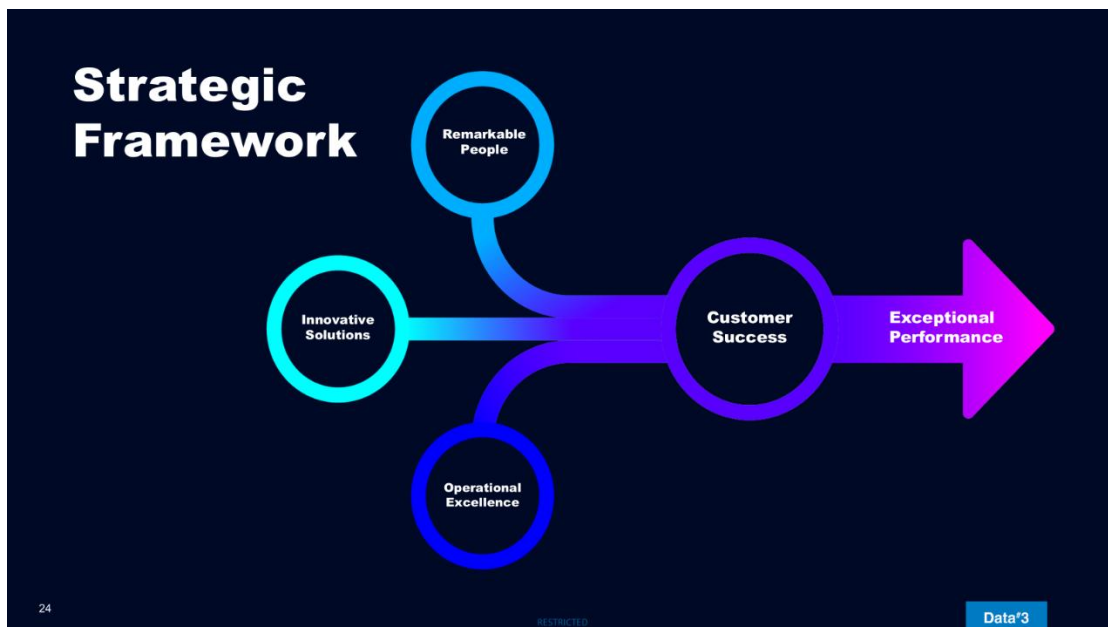 Strategic
Framework
Remarkable
People
Innovative
Solutions
Customer
Success
Exceptional
Performance
Operational
Excellence
24
RESTRICTED
Data#3